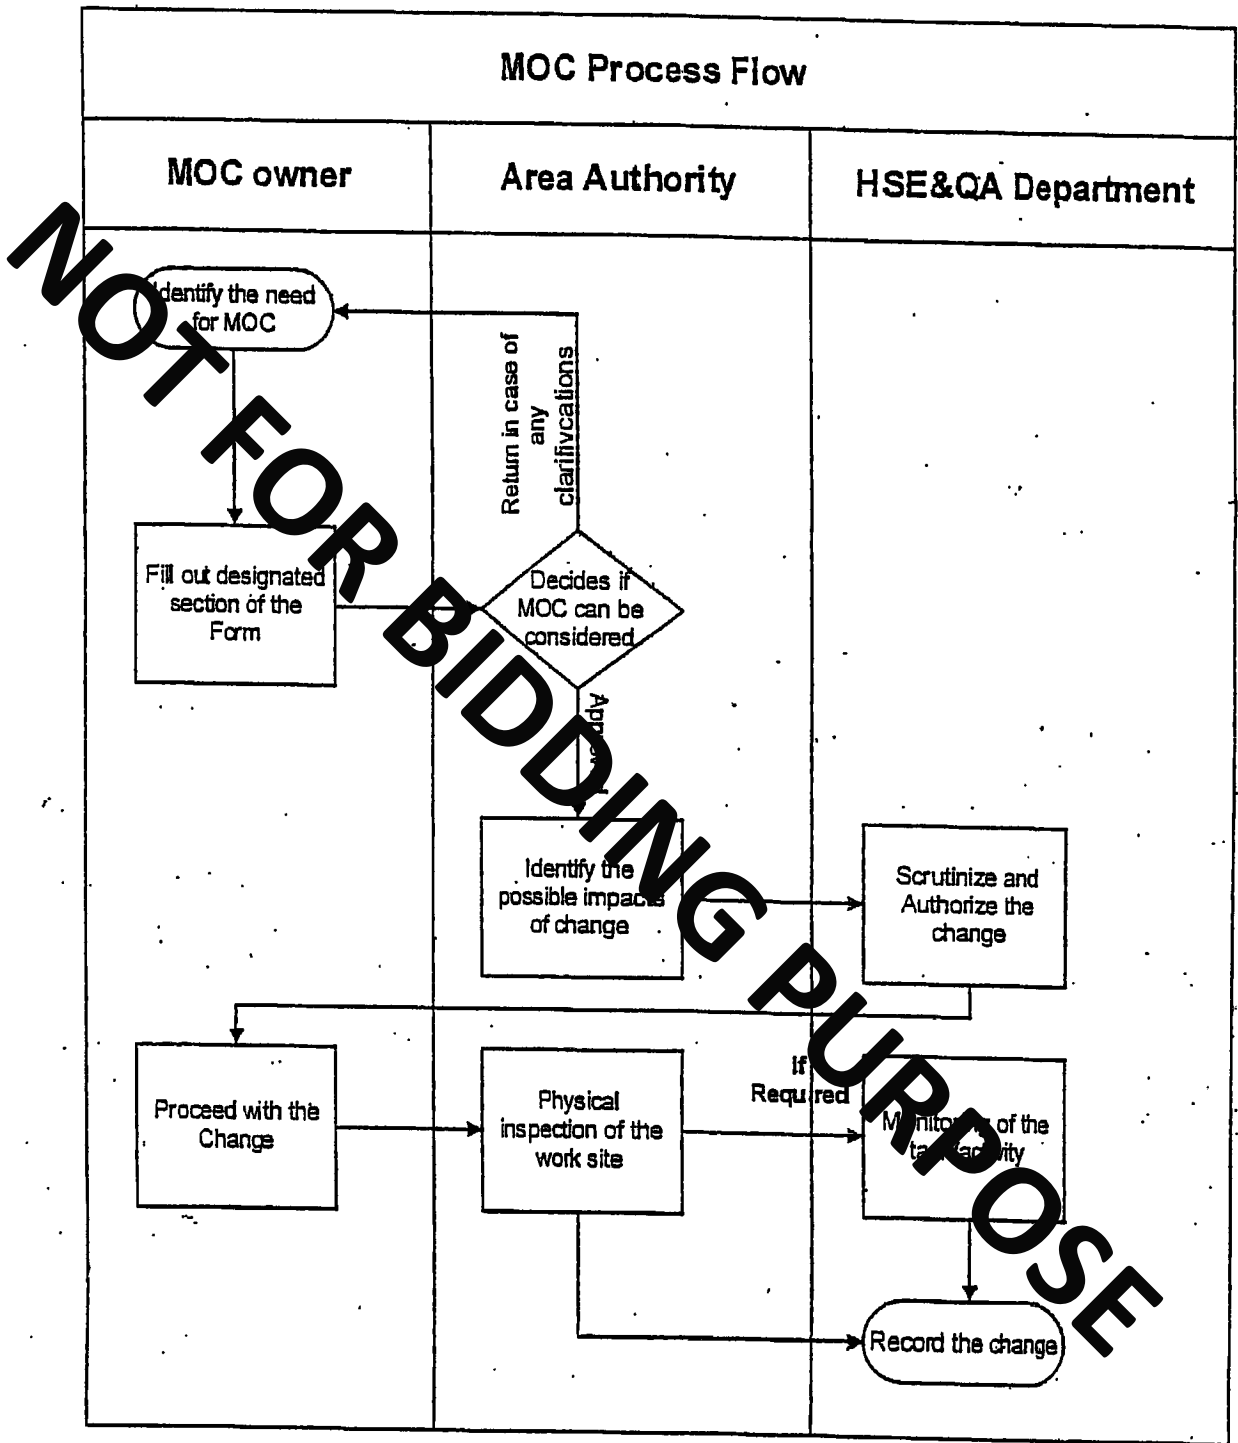 MOC Process Flow
MOC owner
Area Authority
HSE&QA Department
Identify the need
for MOC
Return in case of
any
clarifivcations
Fill out designated
section of the
Form
Decides if
MOC can be
considered
Identify the
possible impacts
of change
Scrutinize and
Authorize the
change
Proceed with the
Change
Physical
inspection of the
work site
If
Required
Monitoring of the
Record the change
NOT FOR BIDDING PURPOSE